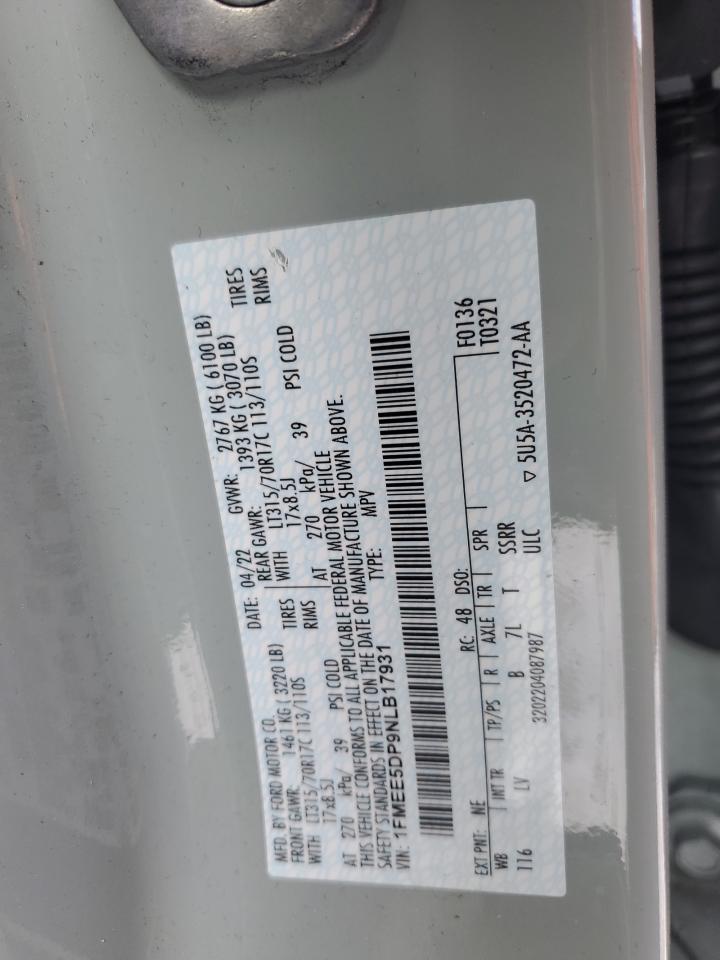 MFD. BY FORD MOTOR CO. DATE: 04/22 GVWR: 2767 KG ( 6100 LB)
FRONT GAWR: 1461 KG ( 3220 LB) REAR GAWR: 1393 KG ( 3070 LB)
WITH LT315/70R17C 113/110S TIRES WITH LT315/70R17C 113/110S TIRES
17x8.5J RIMS 17x8.5J RIMS
AT 270 kPa/ 39 PSI COLD AT 270 kPa/ 39 PSI COLD
THIS VEHICLE CONFORMS TO ALL APPLICABLE FEDERAL MOTOR VEHICLE
SAFETY STANDARDS IN EFFECT ON THE DATE OF MANUFACTURE SHOWN ABOVE.
VIN: 1FMEE5DP9NLB17931 TYPE: MPV
EXT PNT: NE RC: 48 DSO: F0136
WB INT TR TP/PS R AXLE TR SPR T0321
116 LV B 7L T SSRR
3202204087987 ULC 5U5A-3520472-AA